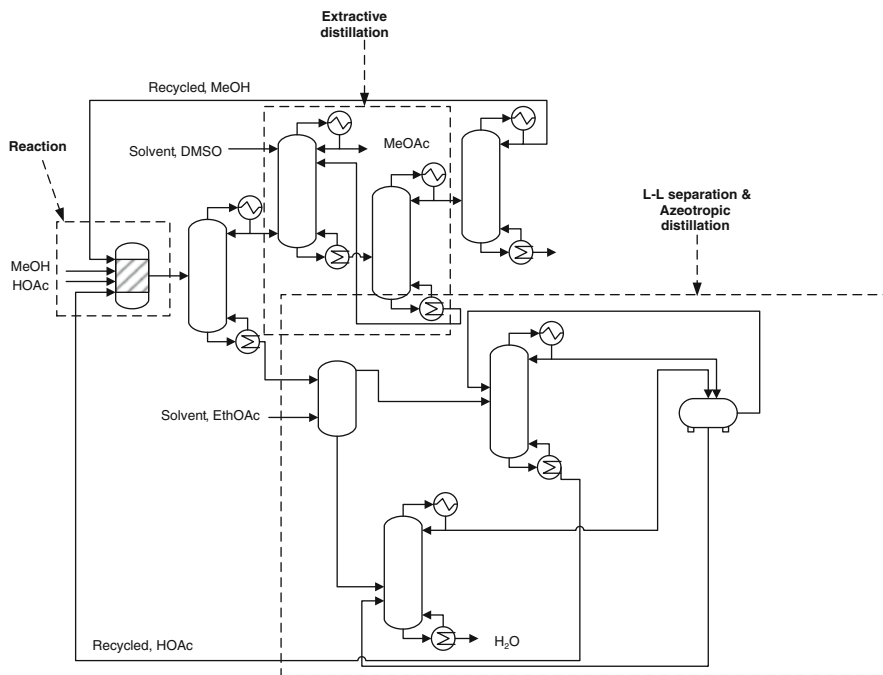 Extractive
distillation
Recycled, MeOH
Solvent, DMSO
MeOAc
Reaction
L-L separation &
Azeotropic
distillation
MeOH
HOAc
Solvent, EthOAc
Recycled, HOAc
H₂O